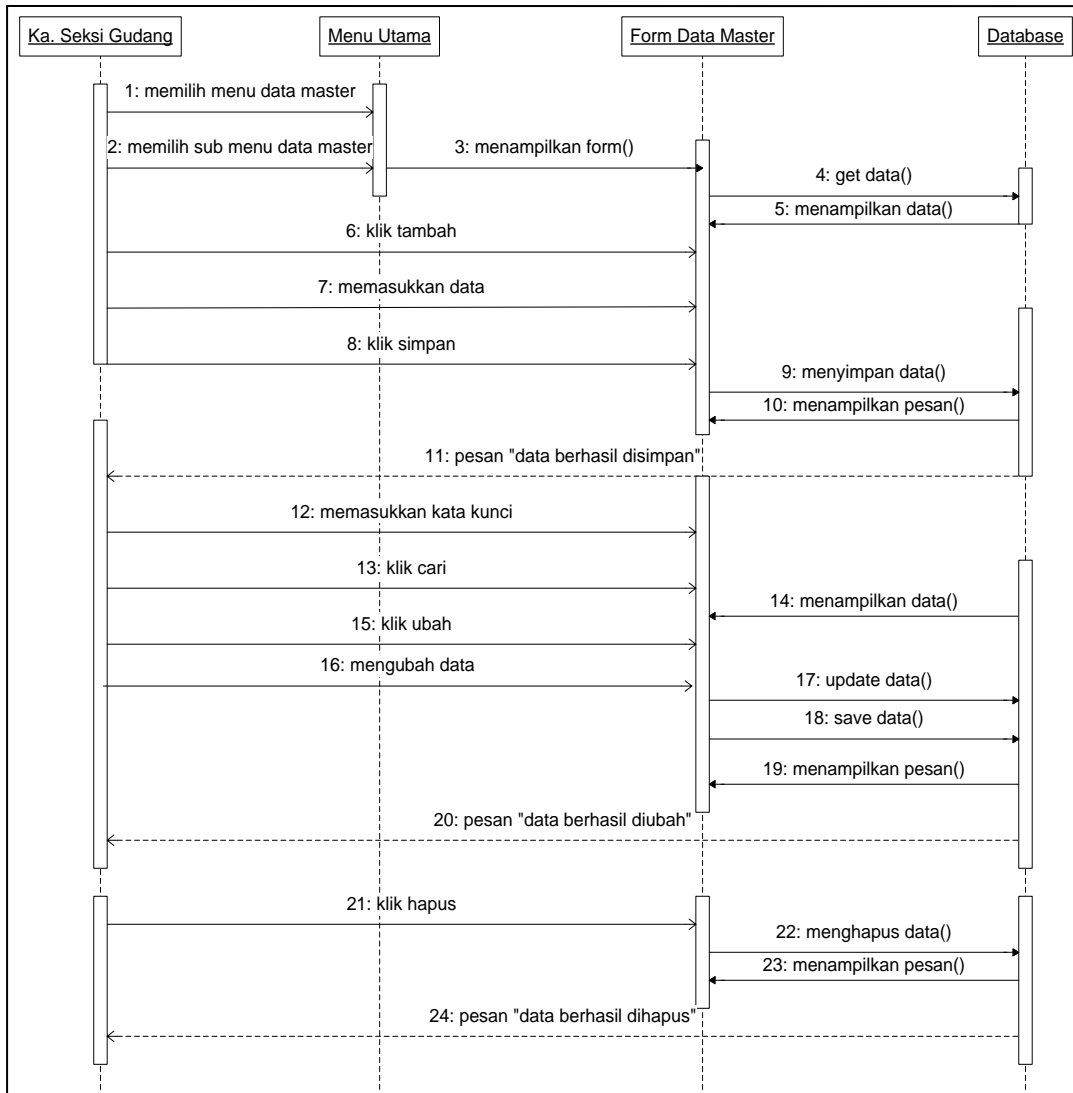 Ka. Seksi Gudang
Menu Utama
Form Data Master
Database
1: memilih menu data master
2: memilih sub menu data master
3: menampilkan form()
4: get data()
5: menampilkan data()
6: klik tambah
7: memasukkan data
8: klik simpan
9: menyimpan data()
10: menampilkan pesan()
11: pesan "data berhasil disimpan"
12: memasukkan kata kunci
13: klik cari
14: menampilkan data()
15: klik ubah
16: mengubah data
17: update data()
18: save data()
19: menampilkan pesan()
20: pesan "data berhasil diubah"
21: klik hapus
22: menghapus data()
23: menampilkan pesan()
24: pesan "data berhasil dihapus"